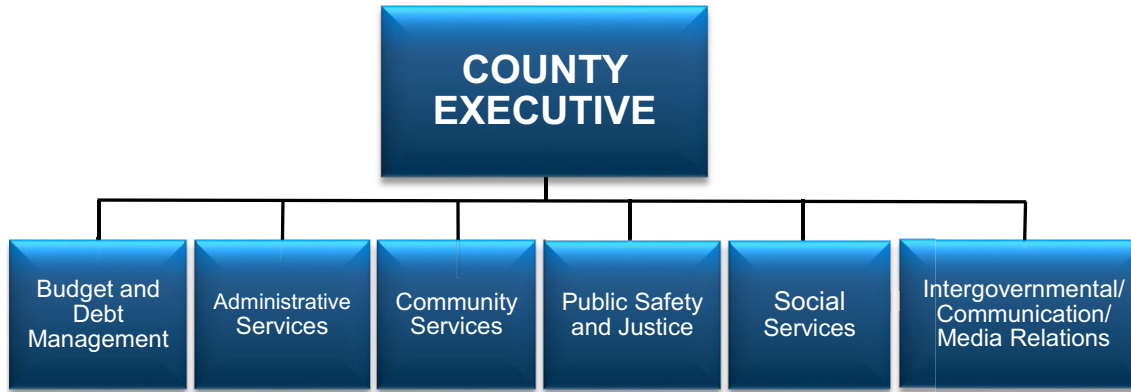 COUNTY
EXECUTIVE
Budget and
Debt
Management
Administrative
Services
Community
Services
Public Safety
and Justice
Social
Services
Intergovernmental/
Communication/
Media Relations